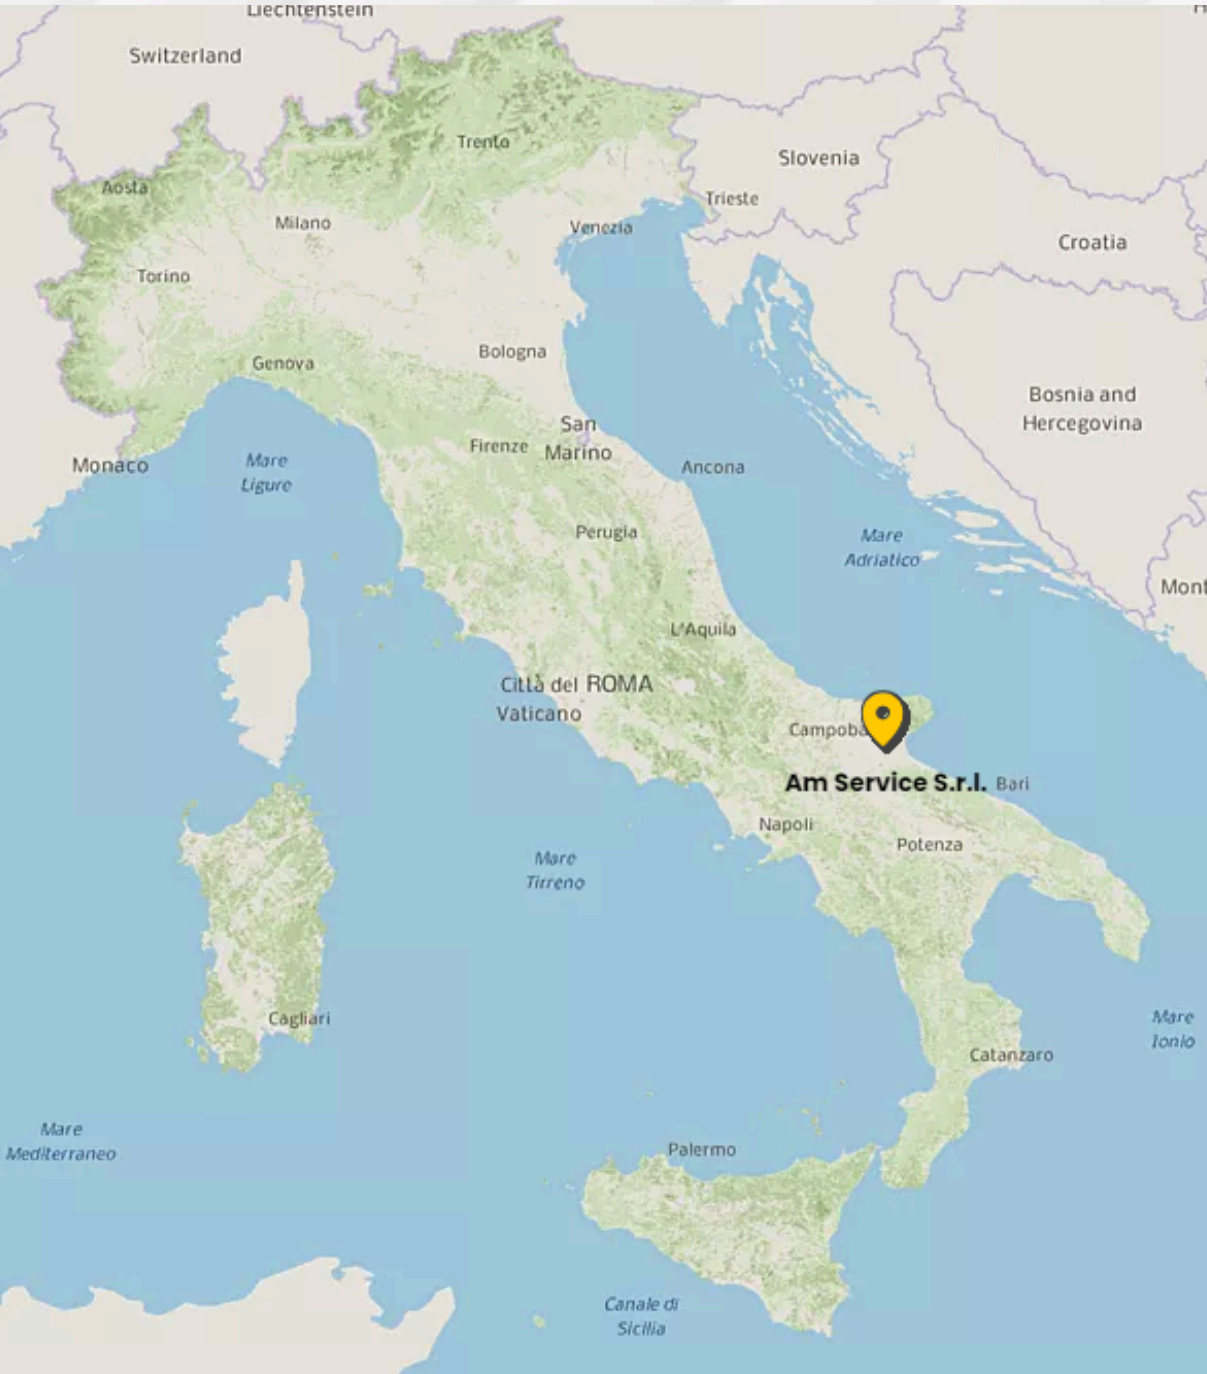 Liechtenstein
Switzerland
Trento
Slovenia
Aosta
Trieste
Milano
Venezia
Croatia
Torino
Bologna
Genova
Bosnia and
Hercegovina
San
Marino
Firenze
Monaco
Mare
Ligure
Ancona
Perugia
Mare
Adriatico
Mont
L'Aquila
Città del
Vaticano
ROMA
Campoba
Am Service S.r.l.
Bari
Napoli
Potenza
Mare
Tirreno
Cagliari
Mare
Ionio
Catanzaro
Mare
Mediterraneo
Palermo
Canale di
Sicilia